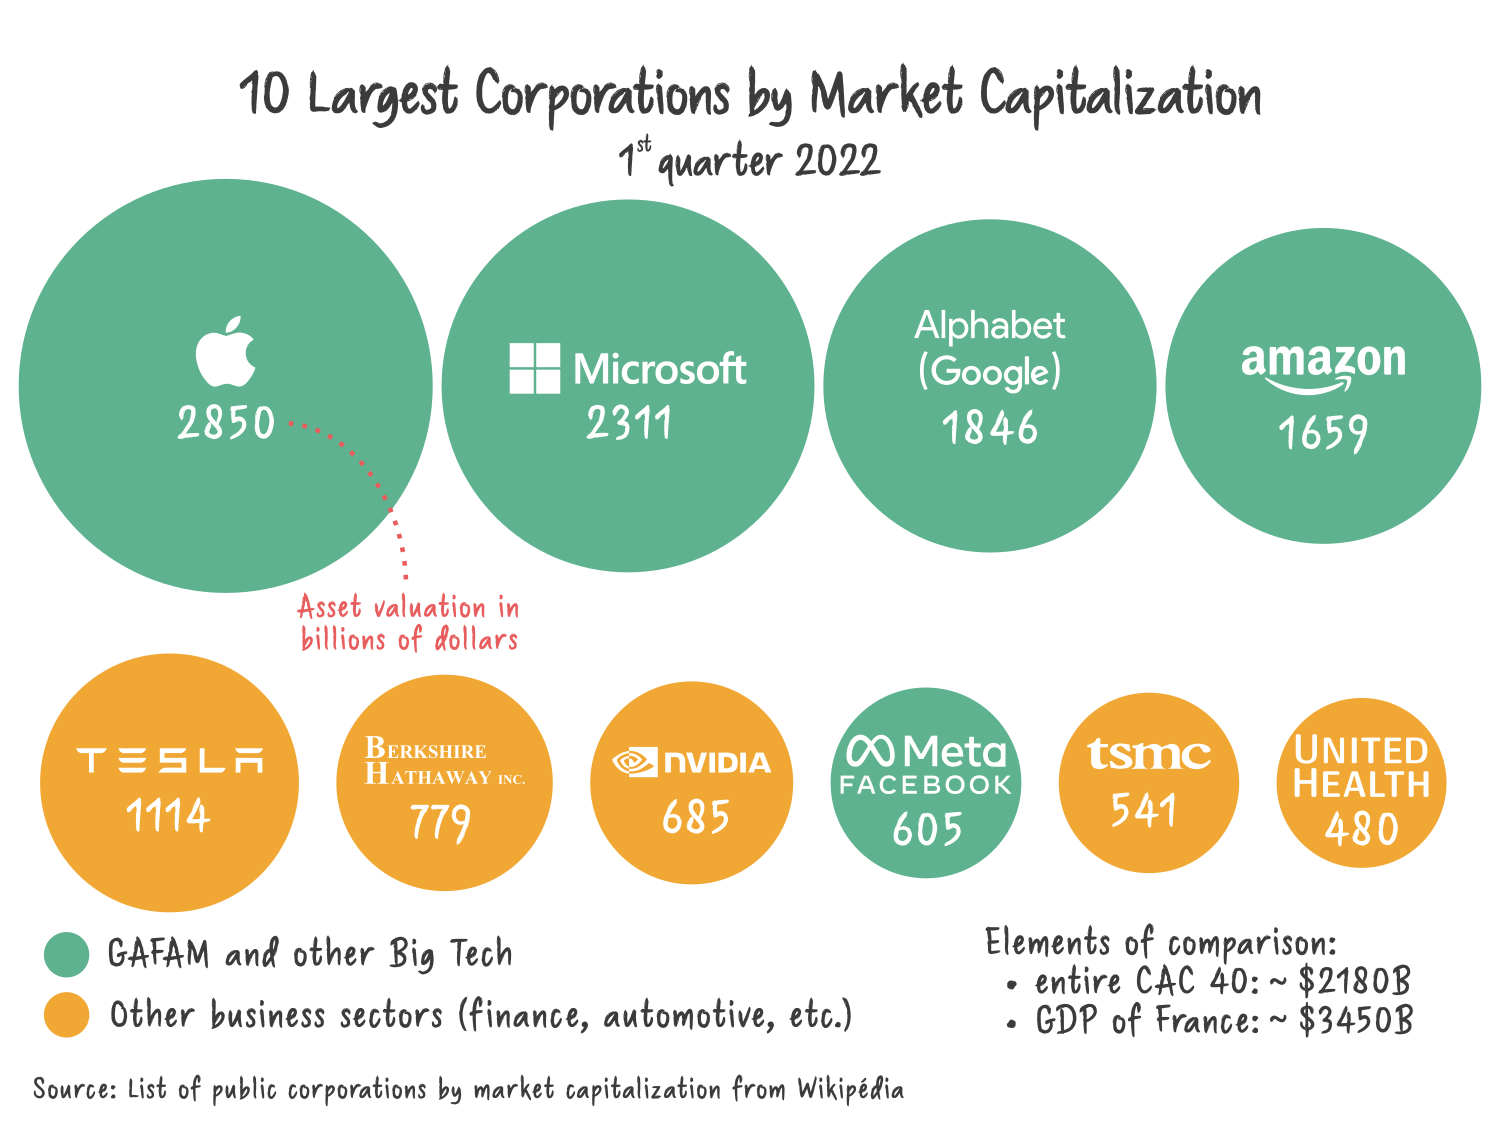 10 Largest Corporations by Market Capitalization
1st quarter 2022
2850
Microsoft
2311
Alphabet
(Google)
1846
amazon
1659
Asset valuation in
billions of dollars
TESLA
1114
BERKSHIRE
HATHAWAY INC.
779
NVIDIA
685
Meta
FACEBOOK
605
tsmc
541
UNITED
HEALTH
480
GAFAM and other Big Tech
Other business sectors (finance, automotive, etc.)
Elements of comparison:
• entire CAC 40: ~ $2180B
• GDP of France: ~ $3450B
Source: List of public corporations by market capitalization from Wikipédia